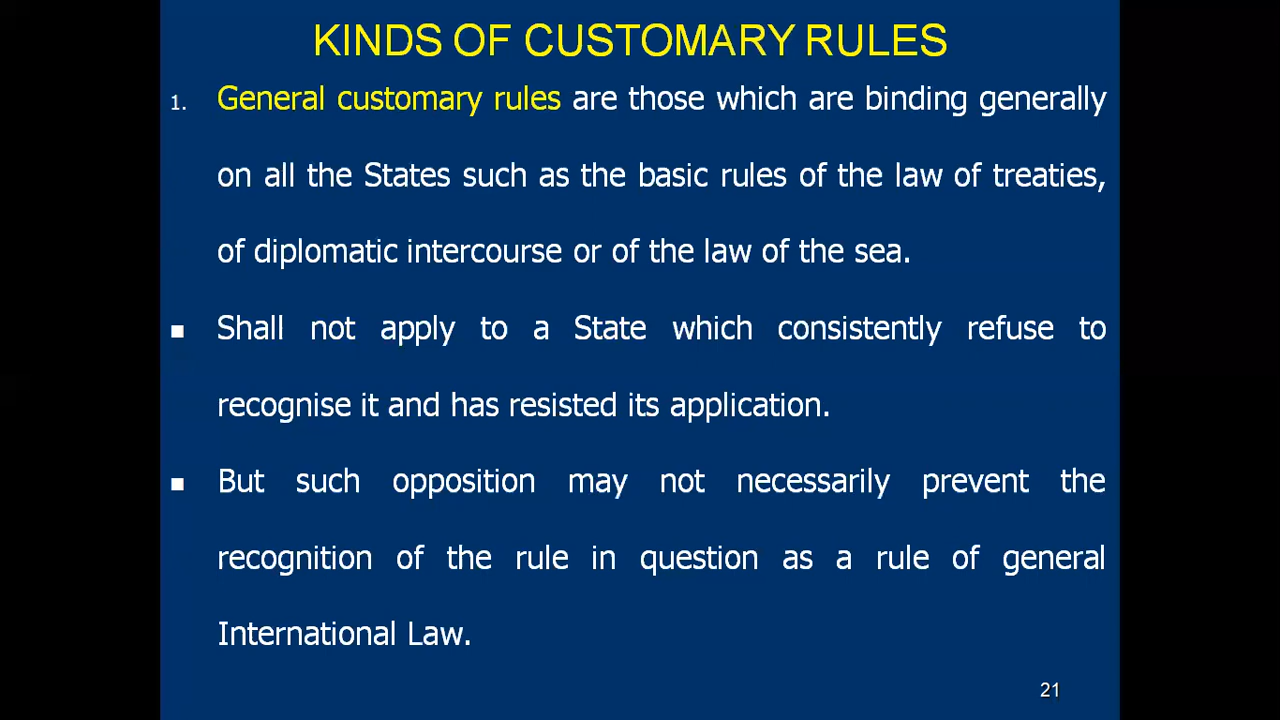 KINDS OF CUSTOMARY RULES
1. General customary rules are those which are binding generally
on all the States such as the basic rules of the law of treaties,
of diplomatic intercourse or of the law of the sea.
■ Shall not apply to a State which consistently refuse to
recognise it and has resisted its application.
■ But such opposition may not necessarily prevent the
recognition of the rule in question as a rule of general
International Law.
21